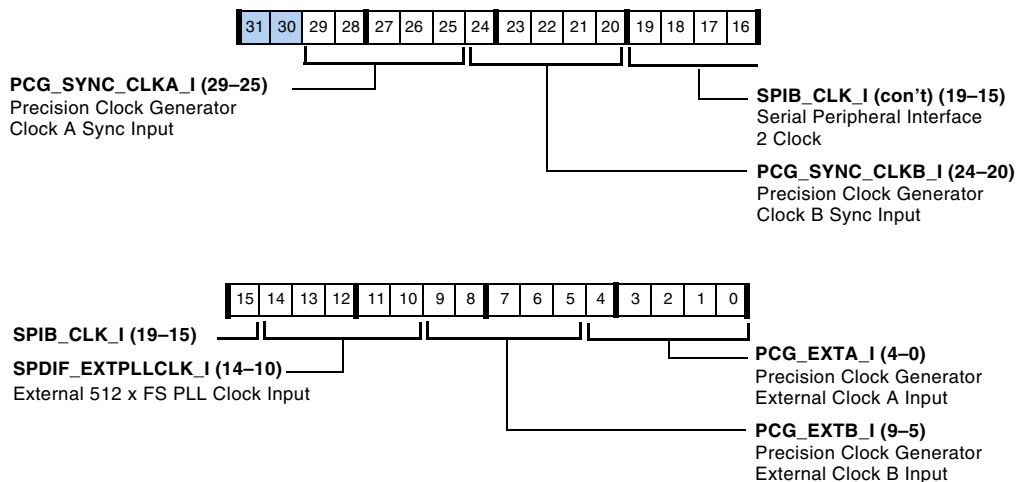 31 30 29 28 27 26 25 24 23 22 21 20 19 18 17 16
PCG_SYNC_CLKA_I (29–25)
Precision Clock Generator
Clock A Sync Input
SPIB_CLK_I (con't) (19–15)
Serial Peripheral Interface
2 Clock
PCG_SYNC_CLKB_I (24–20)
Precision Clock Generator
Clock B Sync Input
15 14 13 12 11 10 9 8 7 6 5 4 3 2 1 0
SPIB_CLK_I (19–15)
SPDIF_EXTPLLCLK_I (14–10)
External 512 x FS PLL Clock Input
PCG_EXTA_I (4–0)
Precision Clock Generator
External Clock A Input
PCG_EXTB_I (9–5)
Precision Clock Generator
External Clock B Input